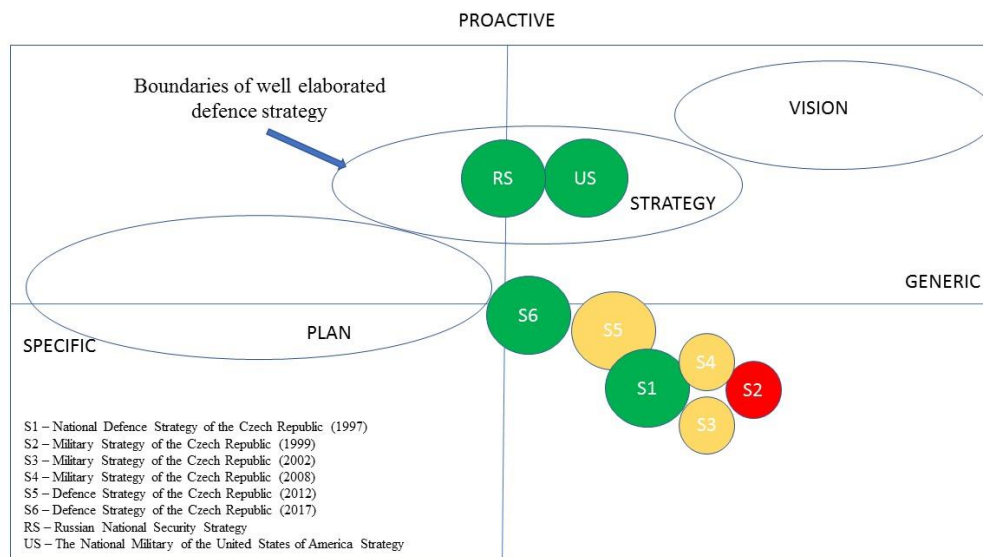 PROACTIVE
Boundaries of well elaborated
defence strategy
VISION
RS
US
STRATEGY
GENERIC
S6
S5
PLAN
SPECIFIC
S4
S1
S2
S3
S1 – National Defence Strategy of the Czech Republic (1997)
S2 – Military Strategy of the Czech Republic (1999)
S3 – Military Strategy of the Czech Republic (2002)
S4 – Military Strategy of the Czech Republic (2008)
S5 – Defence Strategy of the Czech Republic (2012)
S6 – Defence Strategy of the Czech Republic (2017)
RS – Russian National Security Strategy
US – The National Military of the United States of America Strategy